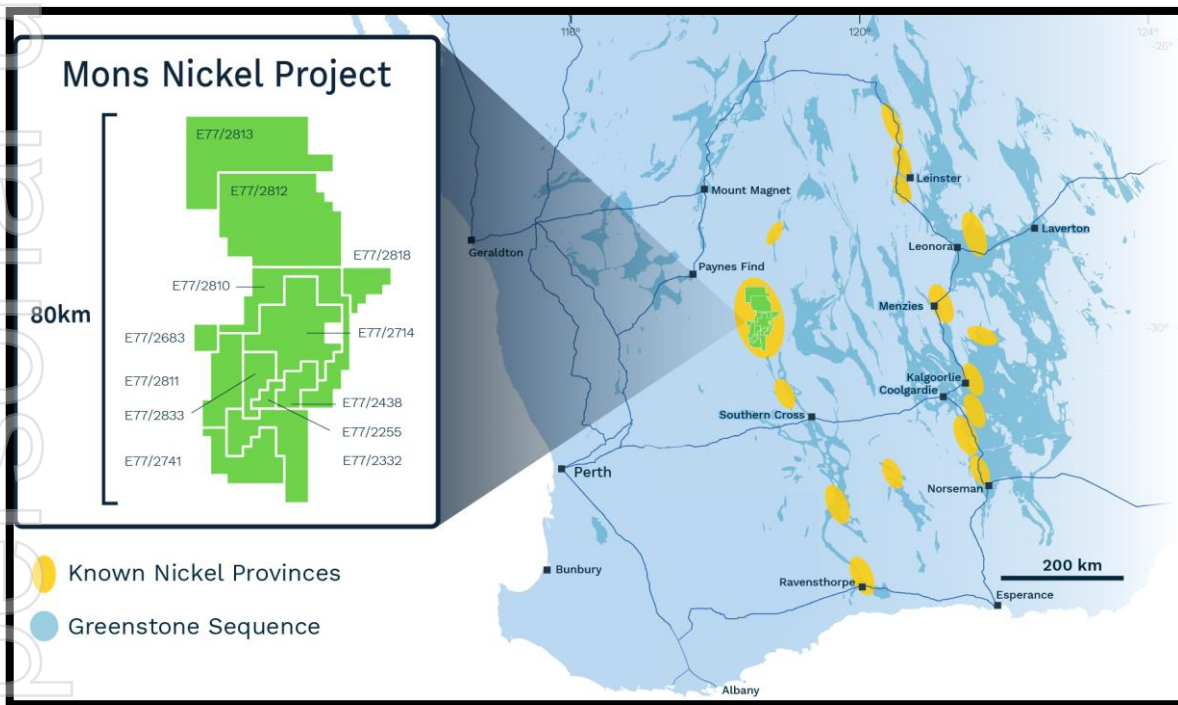 Mons Nickel Project
80km
E77/2813
E77/2812
E77/2818
E77/2810
E77/2714
E77/2683
E77/2811
E77/2833
E77/2438
E77/2255
E77/2741
E77/2332
Known Nickel Provinces
Greenstone Sequence
120°
124°
-26°
Leinster
Mount Magnet
Laverton
Geraldton
Leonora
Paynes Find
Menzies
-30°
Kalgoorlie
Coolgardie
Southern Cross
Perth
Norseman
Bunbury
Ravensthorpe
200 km
Esperance
Albany